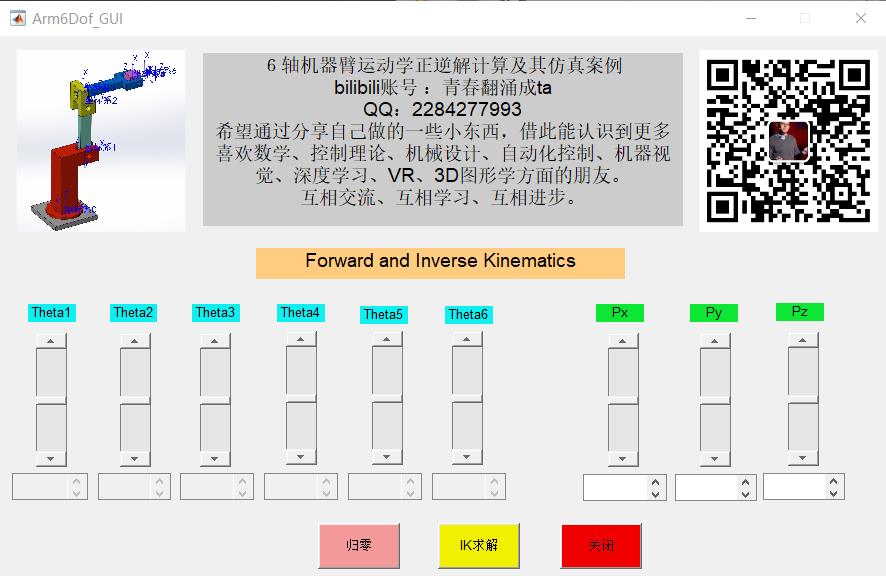 Arm6Dof_GUI
6 轴机器臂运动学正逆解计算及其仿真案例
bilibili账号 ：青春翻涌成ta
QQ：2284277993
希望通过分享自己做的一些小东西，借此能认识到更多
喜欢数学、控制理论、机械设计、自动化控制、机器视
觉、深度学习、VR、3D图形学方面的朋友。
互相交流、互相学习、互相进步。
Forward and Inverse Kinematics
Theta1 Theta2 Theta3 Theta4 Theta5 Theta6 Px Py Pz
归零 IK求解 关闭